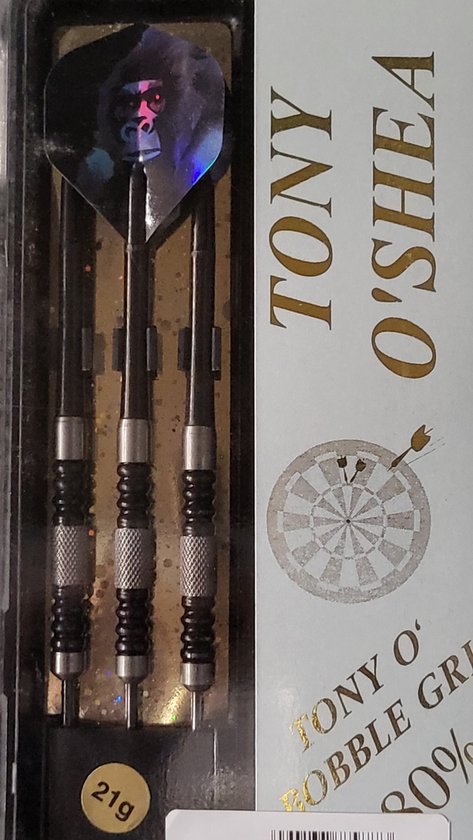 TONY
O'SHEA
TONY O'
BOBBLE GRI
80%
21g